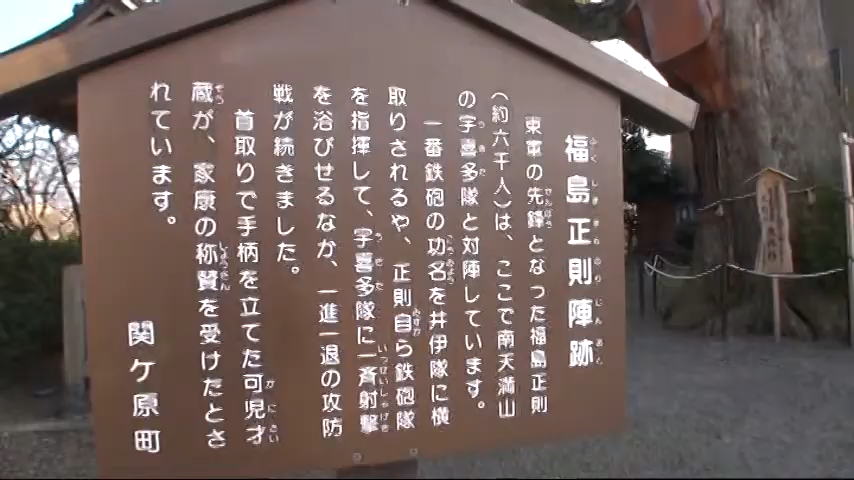 福島正則陣跡
東軍の先鋒となった福島正則
(約六千人)は、ここで南天満山
の宇喜多隊と対陣しています。
一番鉄砲の功名を井伊隊に横
取りされるや、正則自ら鉄砲隊
を指揮して、宇喜多隊に一斉射撃
を浴びせるなか、一進一退の攻防
戦が続きました。
首取りで手柄を立てた可児才
蔵が、家康の称賛を受けたとさ
れています。
関ケ原町